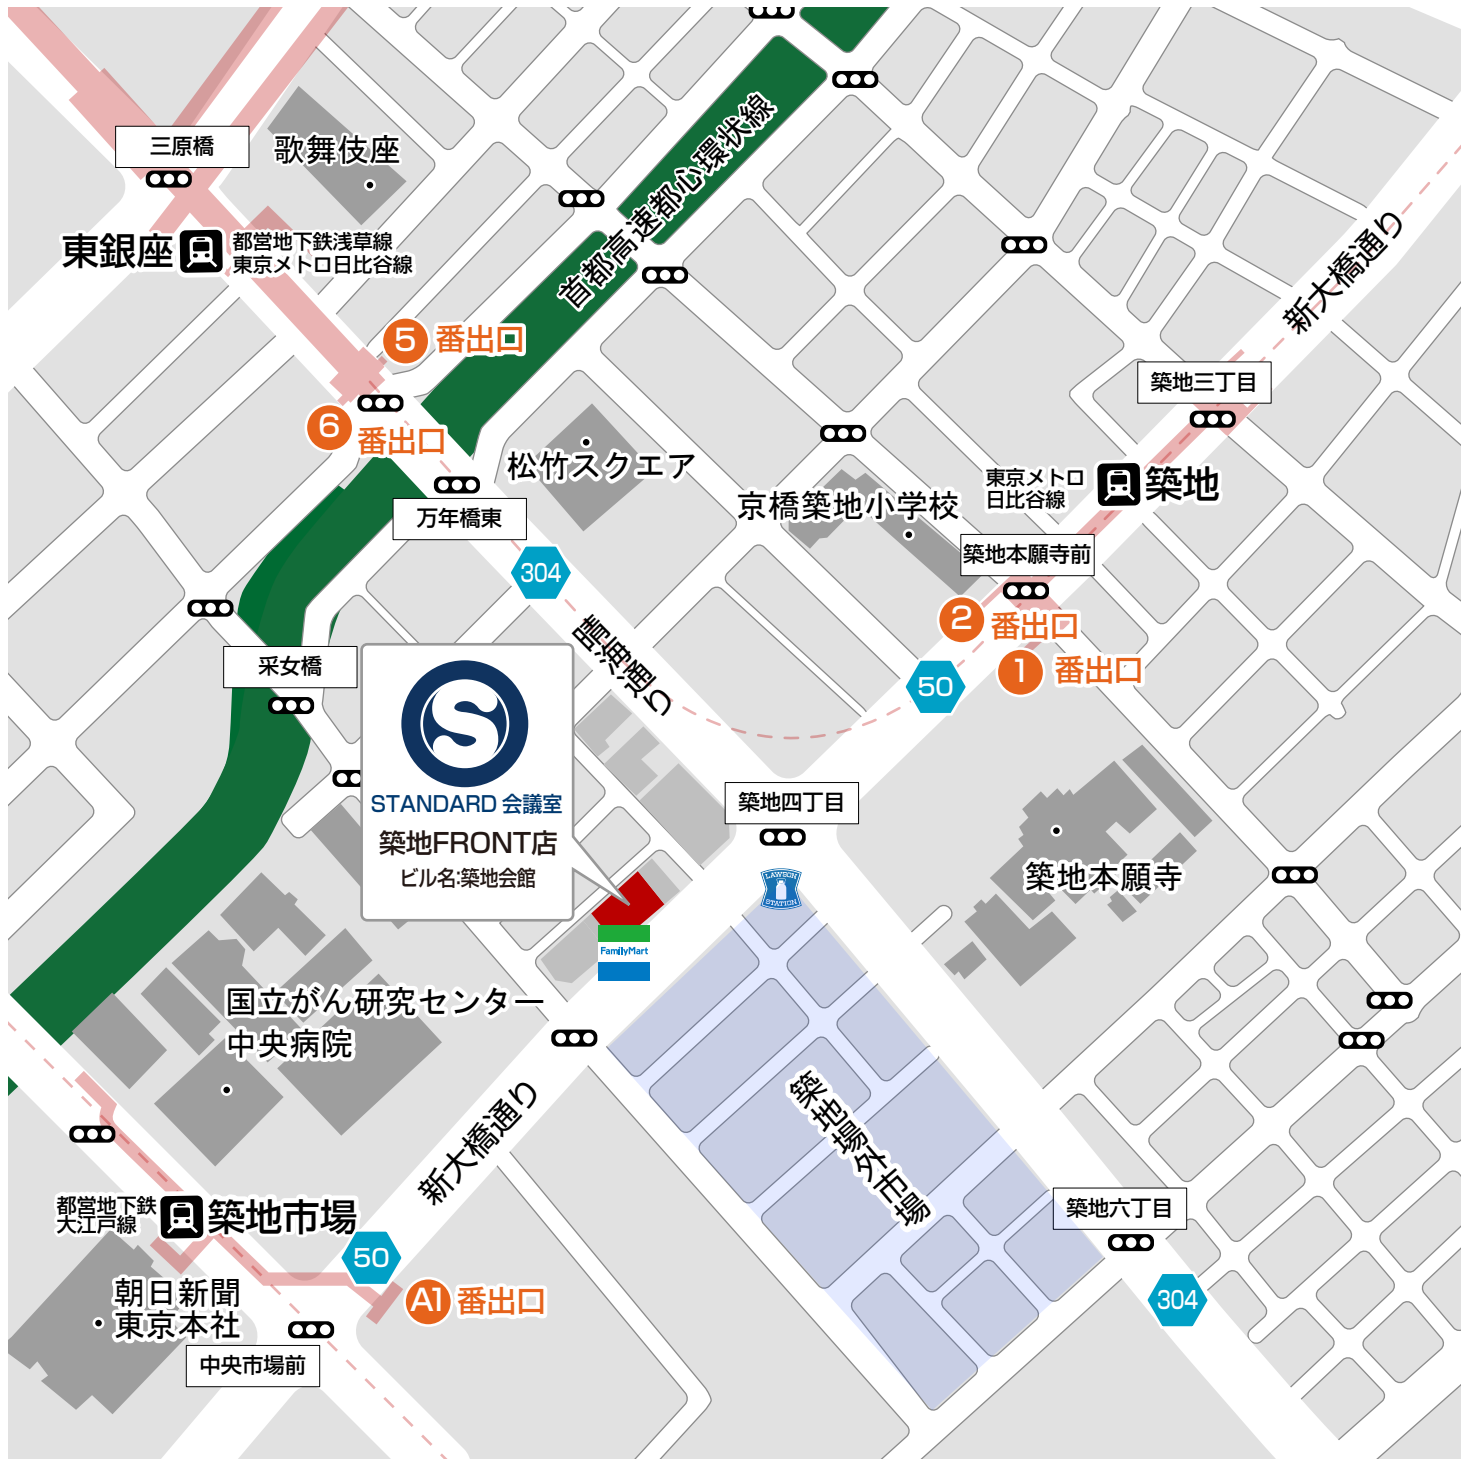 三原橋
歌舞伎座
首都高速都心環状線
東銀座
都営地下鉄浅草線
東京メトロ日比谷線
新大橋通り
5 番出口
6 番出口
築地三丁目
松竹スクエア
万年橋東
京橋築地小学校
東京メトロ
日比谷線
築地
築地本願寺前
304
2 番出口
1 番出口
晴海通り
50
采女橋
S
STANDARD 会議室
築地FRONT店
ビル名:築地会館
築地四丁目
LAWSON
STATION
築地本願寺
FamilyMart
国立がん研究センター
中央病院
新大橋通り
築地場外市場
都営地下鉄
大江戸線
築地市場
築地六丁目
50
304
A1 番出口
朝日新聞
東京本社
中央市場前